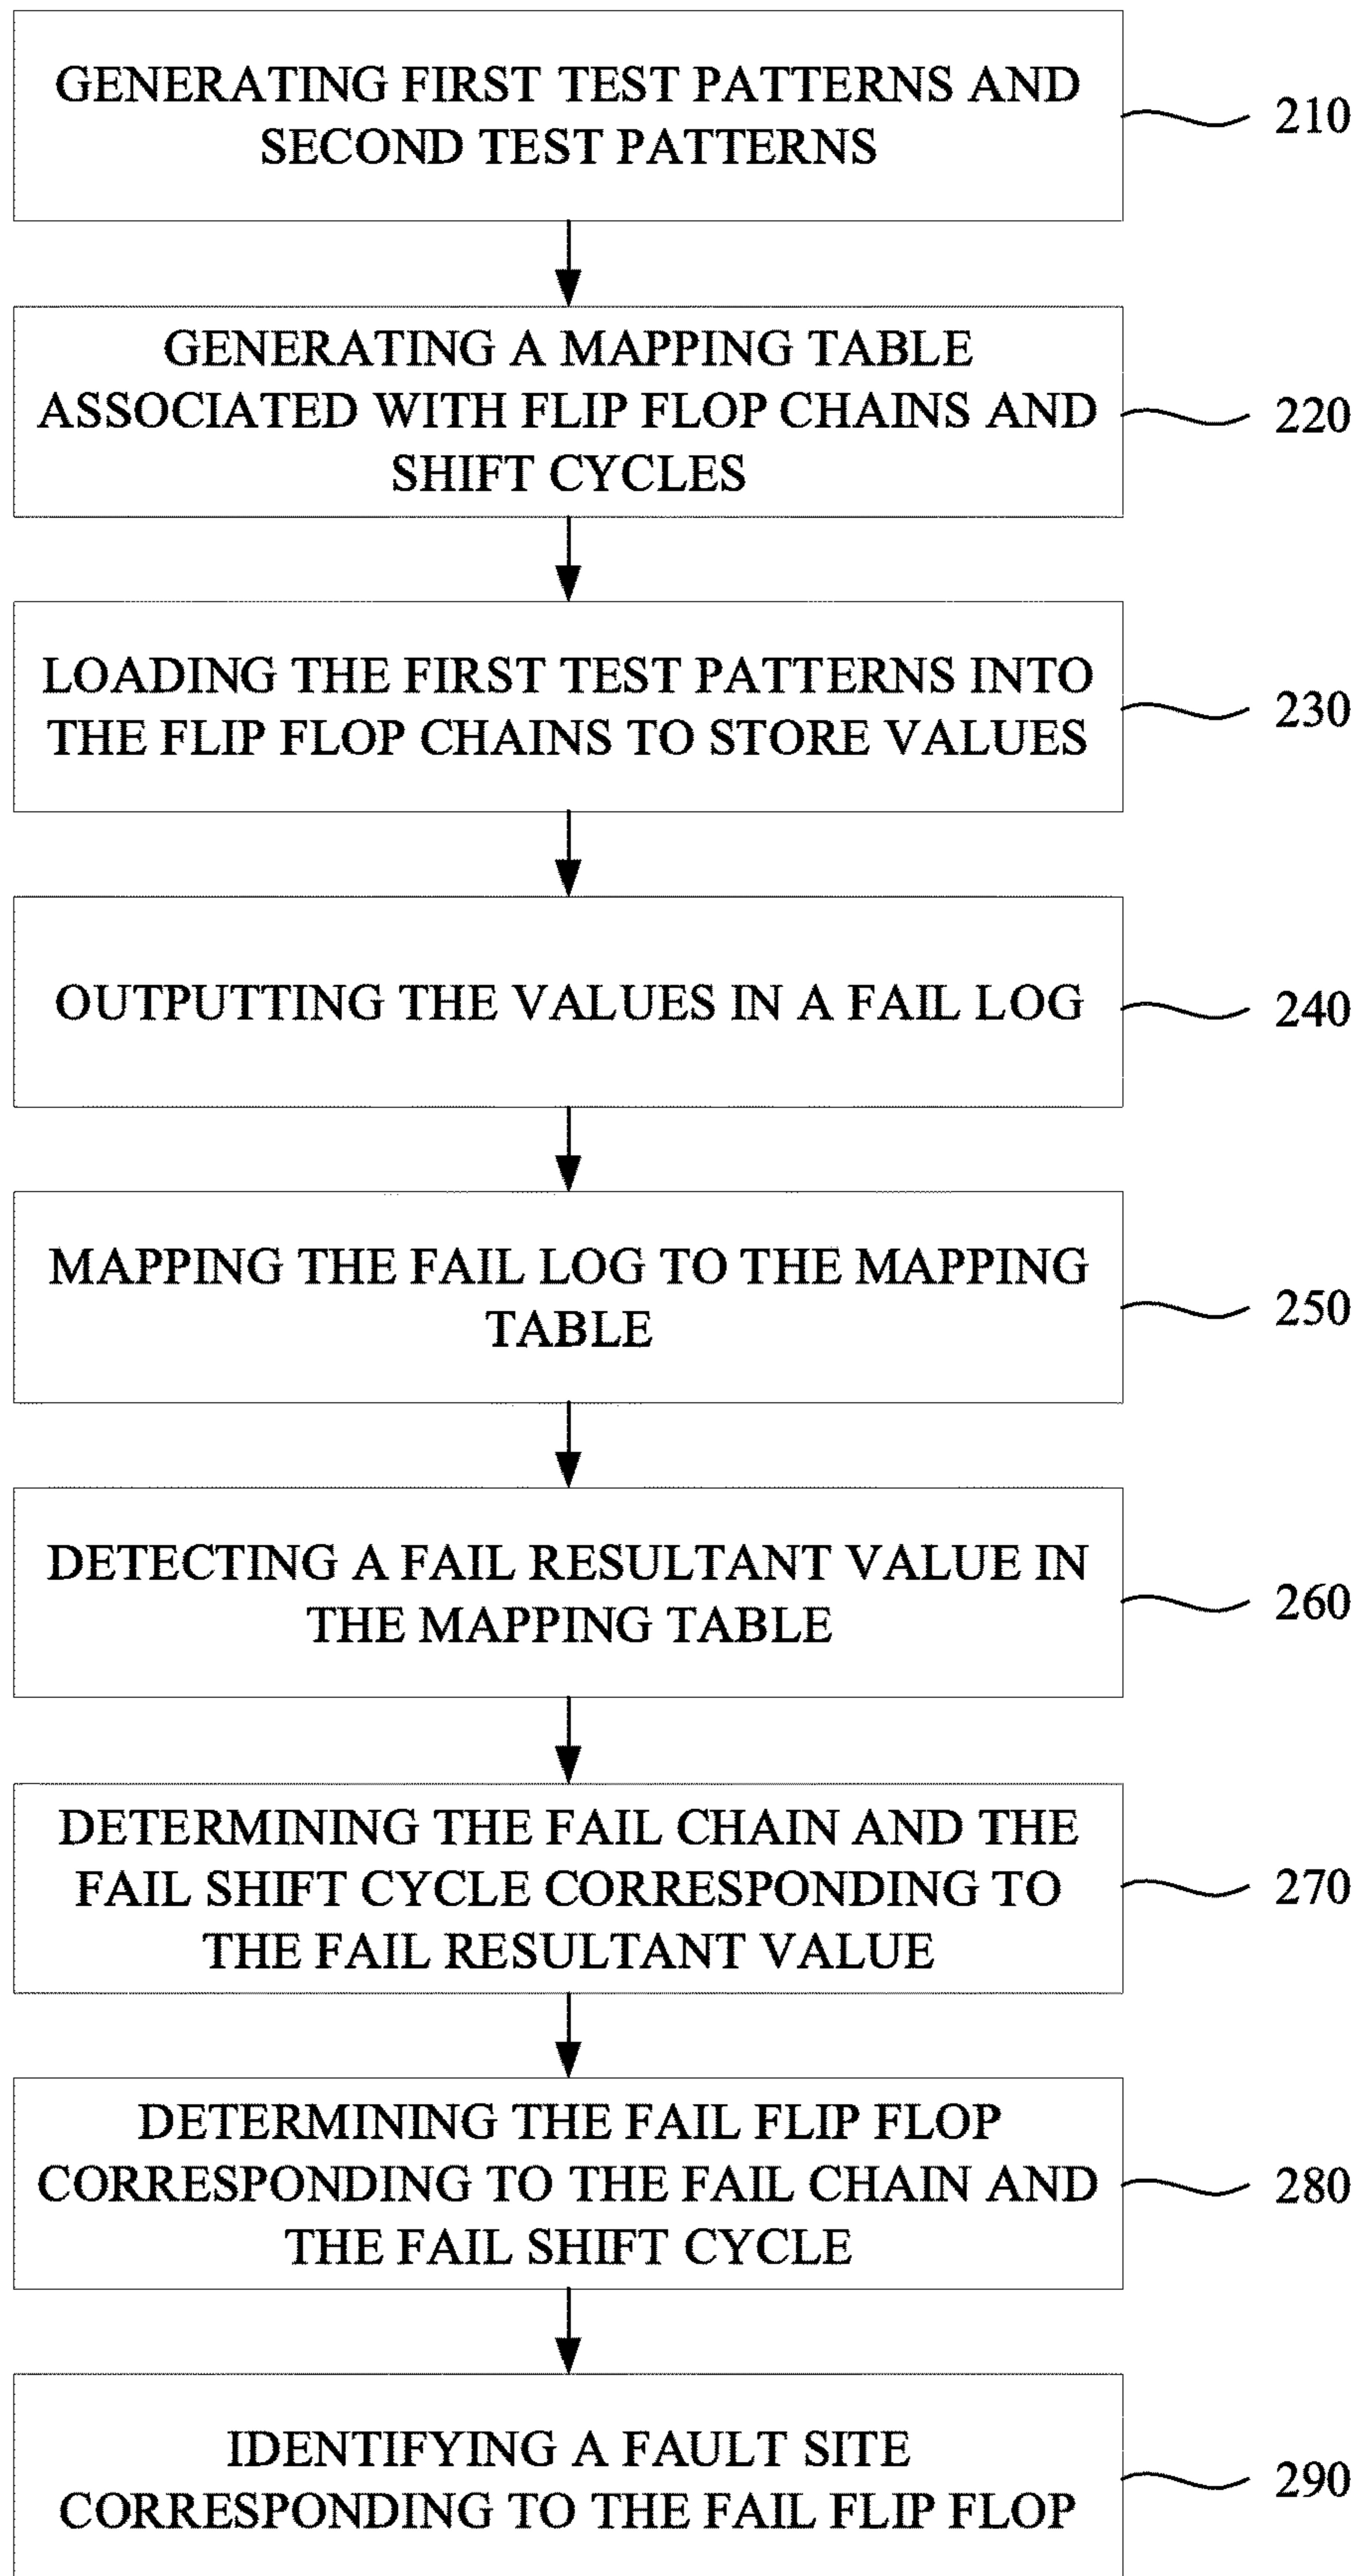 GENERATING FIRST TEST PATTERNS AND
SECOND TEST PATTERNS
210
GENERATING A MAPPING TABLE
ASSOCIATED WITH FLIP FLOP CHAINS AND
SHIFT CYCLES
220
LOADING THE FIRST TEST PATTERNS INTO
THE FLIP FLOP CHAINS TO STORE VALUES
230
OUTPUTTING THE VALUES IN A FAIL LOG
240
MAPPING THE FAIL LOG TO THE MAPPING
TABLE
250
DETECTING A FAIL RESULTANT VALUE IN
THE MAPPING TABLE
260
DETERMINING THE FAIL CHAIN AND THE
FAIL SHIFT CYCLE CORRESPONDING TO
THE FAIL RESULTANT VALUE
270
DETERMINING THE FAIL FLIP FLOP
CORRESPONDING TO THE FAIL CHAIN AND
THE FAIL SHIFT CYCLE
280
IDENTIFYING A FAULT SITE
CORRESPONDING TO THE FAIL FLIP FLOP
290